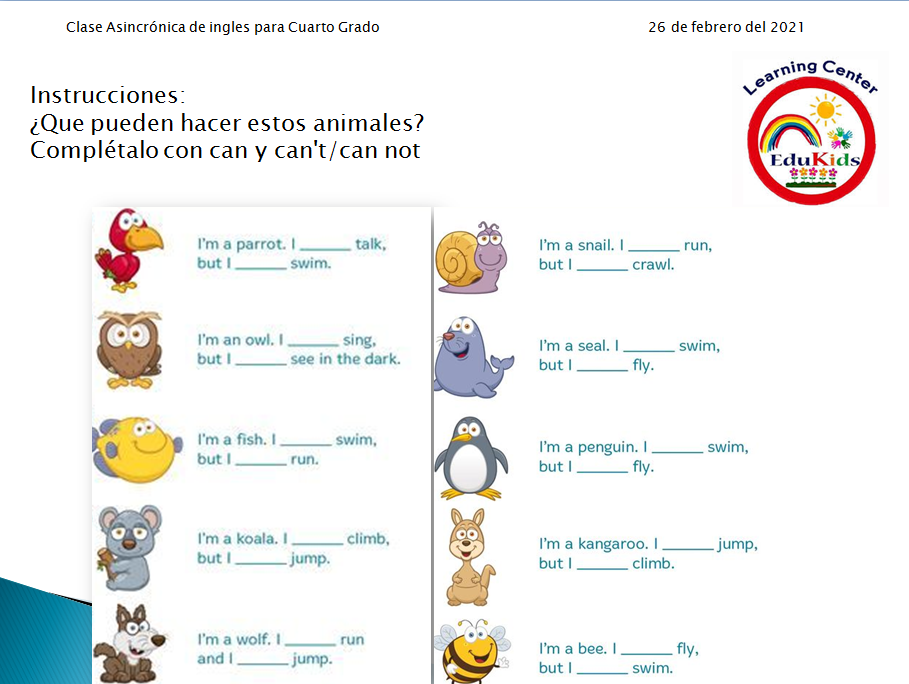 Clase Asincrónica de ingles para Cuarto Grado
26 de febrero del 2021
Learning Center
EduKids
Instrucciones:
¿Que pueden hacer estos animales?
Complétalo con can y can't/can not
I'm a parrot. I ______ talk,
but I ______ swim.
I'm an owl. I ______ sing,
but I ______ see in the dark.
I'm a fish. I ______ swim,
but I ______ run.
I'm a koala. I ______ climb,
but I ______ jump.
I'm a wolf. I ______ run
and I ______ jump.
I'm a snail. I ______ run,
but I ______ crawl.
I'm a seal. I ______ swim,
but I ______ fly.
I'm a penguin. I ______ swim,
but I ______ fly.
I'm a kangaroo. I ______ jump,
but I ______ climb.
I'm a bee. I ______ fly,
but I ______ swim.